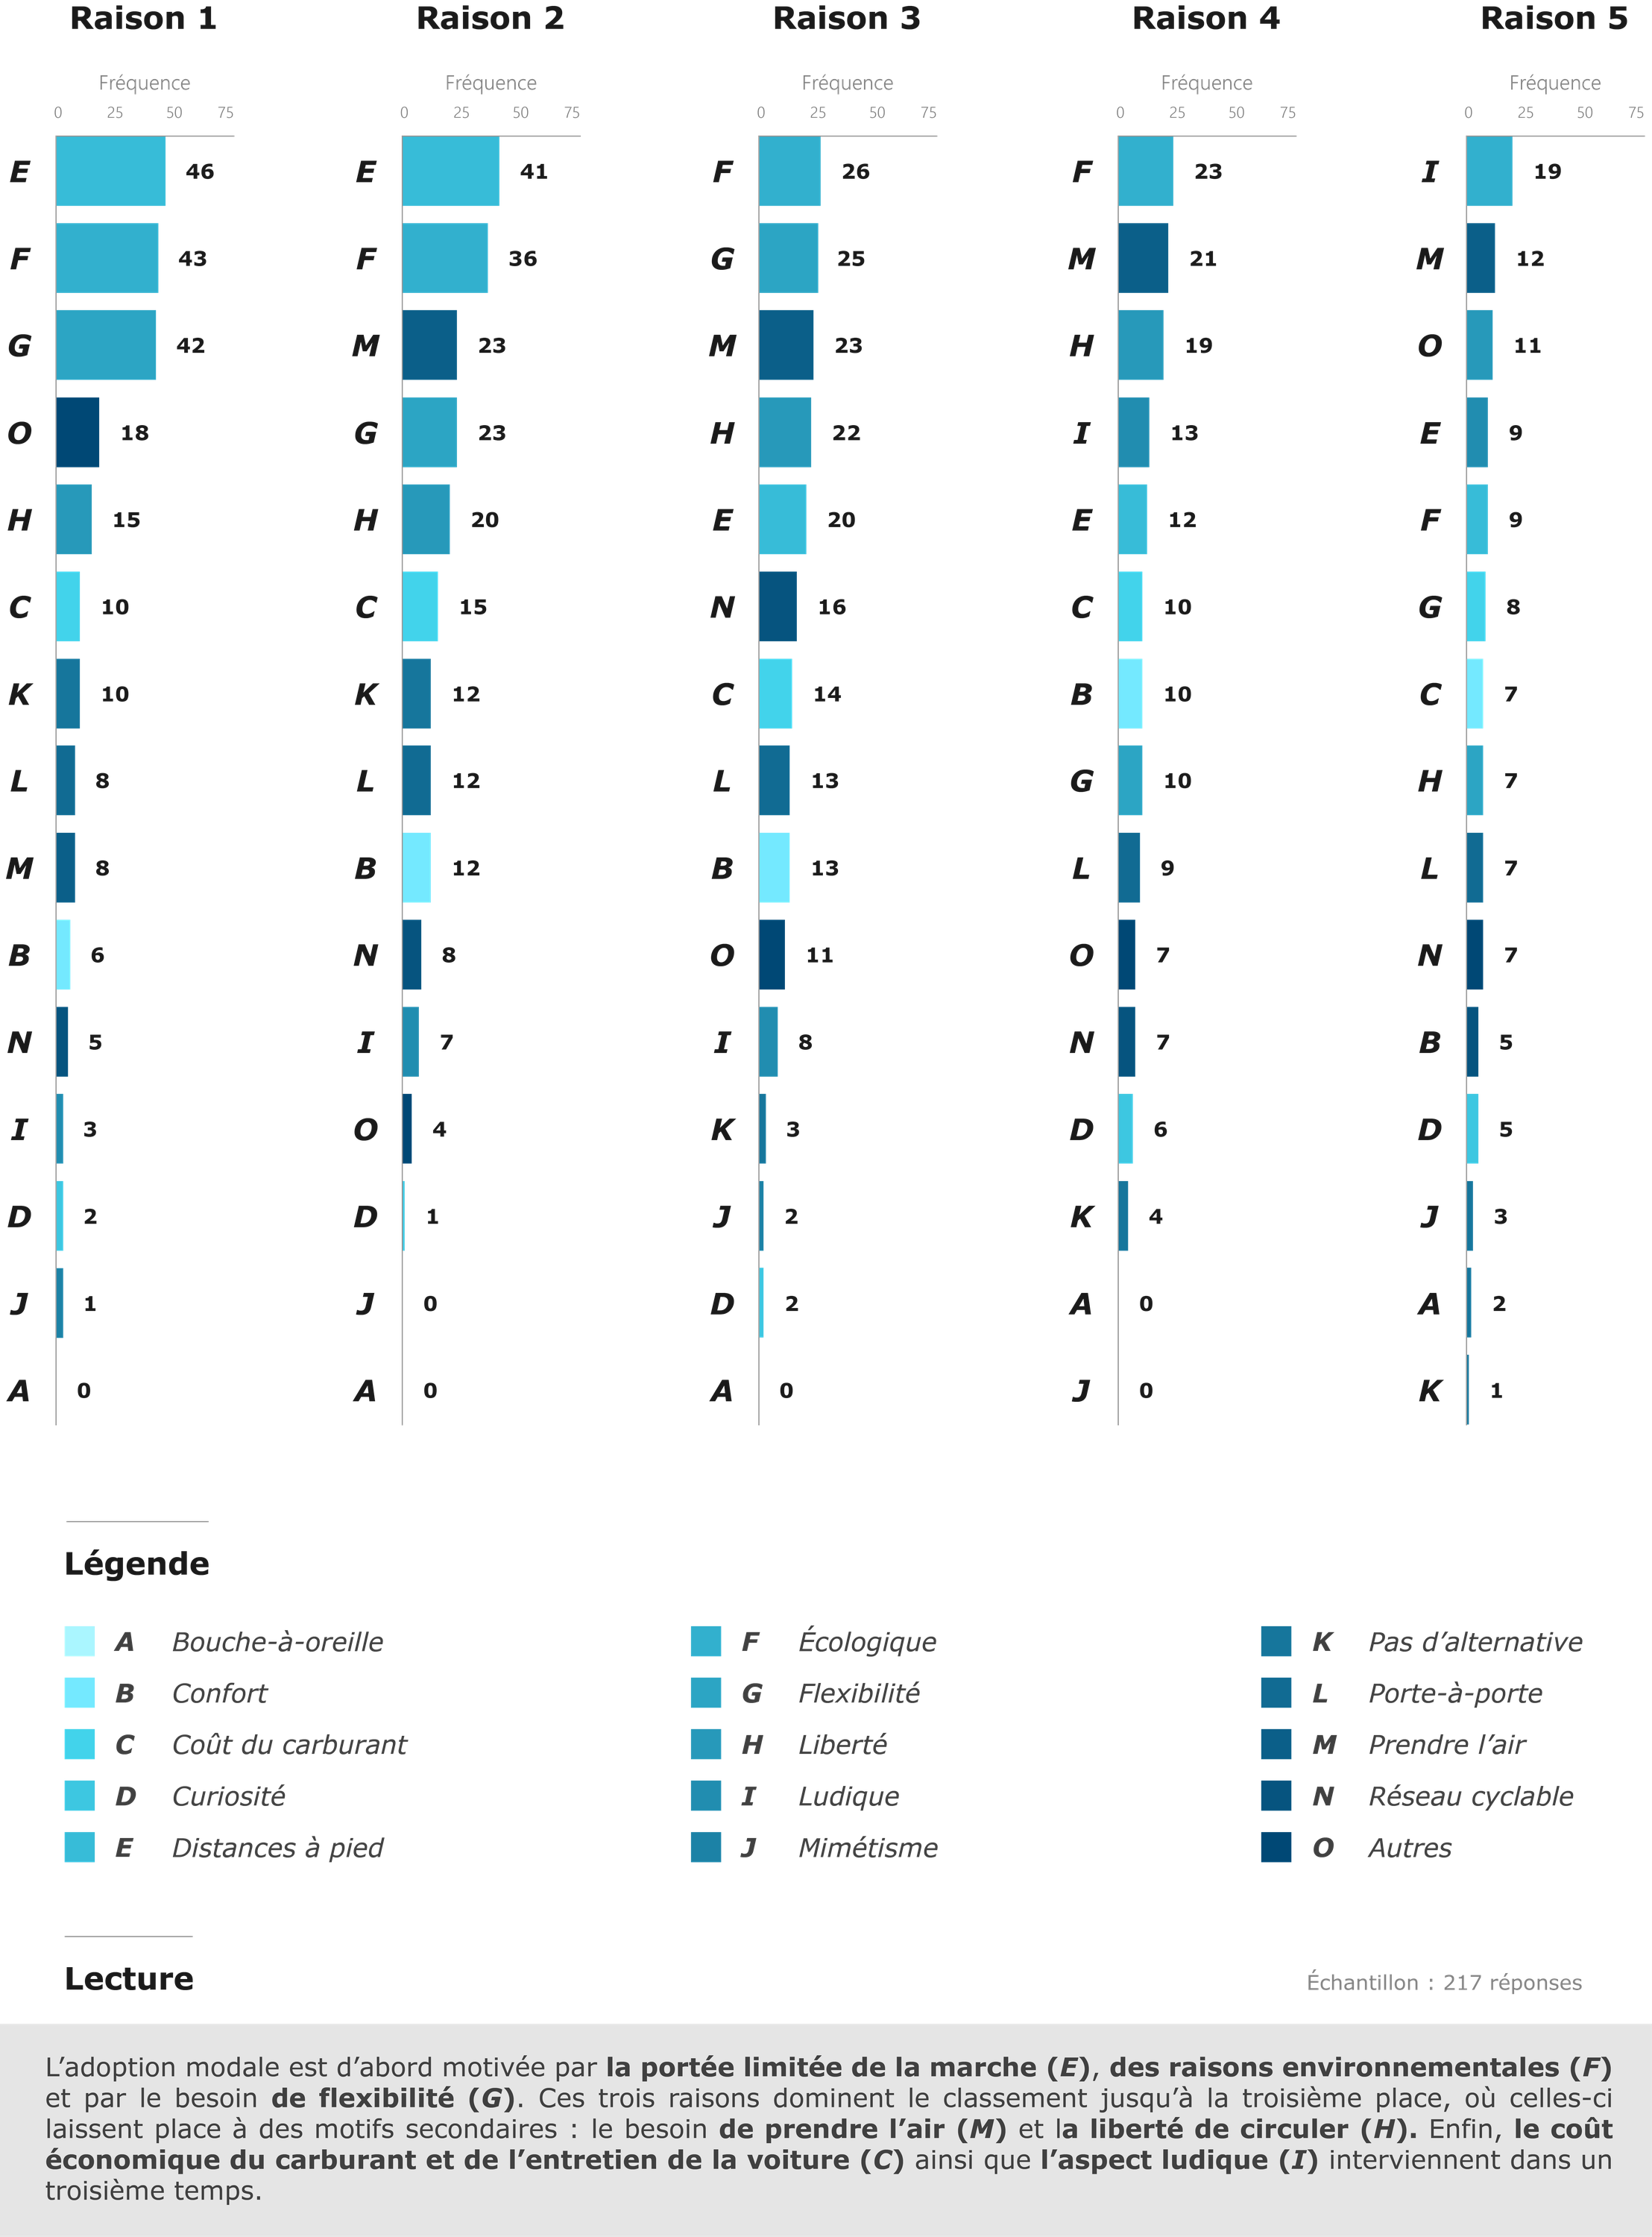 Raison 1 Raison 2 Raison 3 Raison 4 Raison 5
Fréquence Fréquence Fréquence Fréquence Fréquence
0 25 50 75 0 25 50 75 0 25 50 75 0 25 50 75 0 25 50 75
E 46 E 41 F 26 F 23 I 19
F 43 F 36 G 25 M 21 M 12
G 42 M 23 M 23 H 19 O 11
O 18 G 23 H 22 I 13 E 9
H 15 H 20 E 20 E 12 F 9
C 10 C 15 N 16 C 10 G 8
K 10 K 12 C 14 B 10 C 7
L 8 L 12 L 13 G 10 H 7
M 8 B 12 B 13 L 9 L 7
B 6 N 8 O 11 O 7 N 7
N 5 I 7 I 8 N 7 B 5
I 3 O 4 K 3 D 6 D 5
D 2 D 1 J 2 K 4 J 3
J 1 J 0 D 2 A 0 A 2
A 0 A 0 A 0 J 0 K 1
Légende
A Bouche-à-oreille F Écologique K Pas d’alternative
B Confort G Flexibilité L Porte-à-porte
C Coût du carburant H Liberté M Prendre l’air
D Curiosité I Ludique N Réseau cyclable
E Distances à pied J Mimétisme O Autres
Lecture Échantillon : 217 réponses
L’adoption modale est d’abord motivée par la portée limitée de la marche (E), des raisons environnementales (F)
et par le besoin de flexibilité (G). Ces trois raisons dominent le classement jusqu’à la troisième place, où celles-ci
laissent place à des motifs secondaires : le besoin de prendre l’air (M) et la liberté de circuler (H). Enfin, le coût
économique du carburant et de l’entretien de la voiture (C) ainsi que l’aspect ludique (I) interviennent dans un
troisième temps.